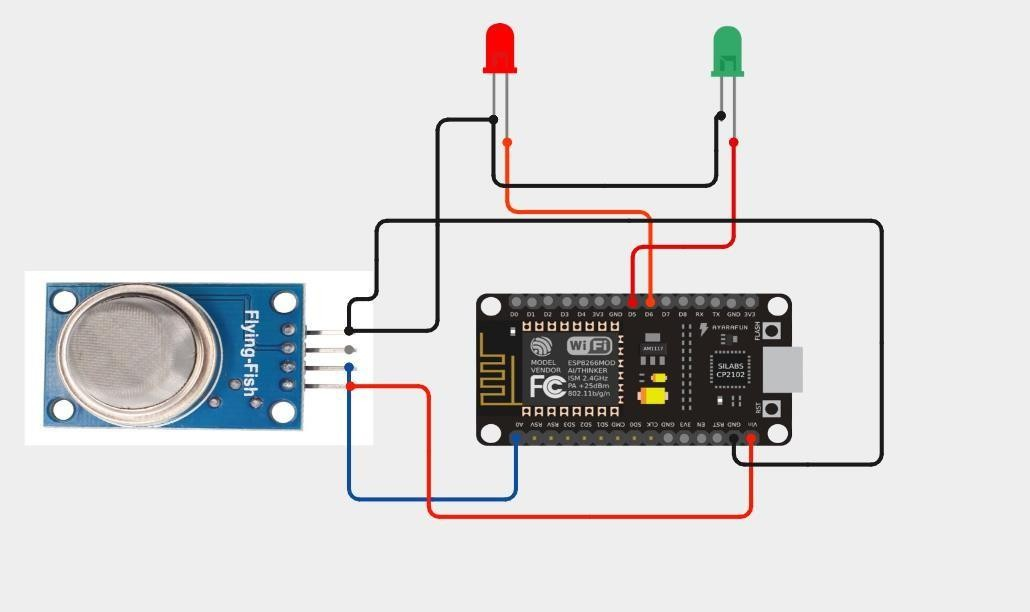 Flying-Fish
D0 D1 D2 D3 D4 3V3 GND D5 D6 D7 D8 RX TX GND 3V3
AYARAFUN
FLASH
WiFi
MODEL
VENDOR
ESP8266MOD
AI/THINKER
ISM 2.4GHz
PA +25dBm
802.11b/g/n
FC
AM1117
SILABS
CP2102
RST
A0 RSV RSV SD3 SD2 SD1 CMD SD0 CLK GND 3V3 EN RST GND Vin